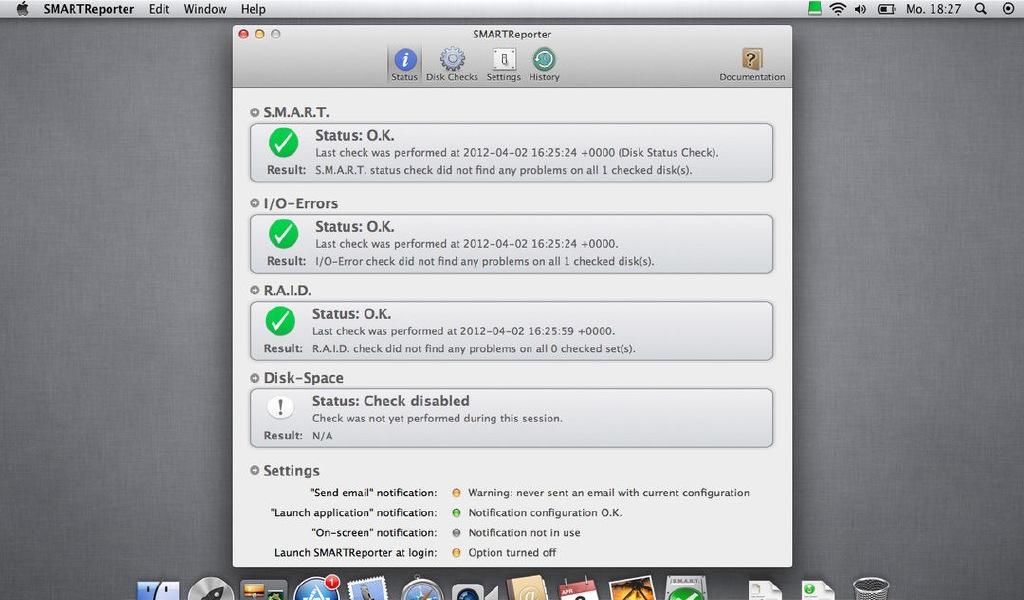 SMARTReporter Edit Window Help Mo. 18:27
SMARTReporter
Status Disk Checks Settings History Documentation
S.M.A.R.T.
Status: O.K.
Last check was performed at 2012-04-02 16:25:24 +0000 (Disk Status Check).
Result: S.M.A.R.T. status check did not find any problems on all 1 checked disk(s).
I/O-Errors
Status: O.K.
Last check was performed at 2012-04-02 16:25:24 +0000.
Result: I/O-Error check did not find any problems on all 1 checked disk(s).
R.A.I.D.
Status: O.K.
Last check was performed at 2012-04-02 16:25:59 +0000.
Result: R.A.I.D. check did not find any problems on all 0 checked set(s).
Disk-Space
Status: Check disabled
Check was not yet performed during this session.
Result: N/A
Settings
"Send email" notification: Warning: never sent an email with current configuration
"Launch application" notification: Notification configuration O.K.
"On-screen" notification: Notification not in use
Launch SMARTReporter at login: Option turned off
1
S.M.A.R.T.